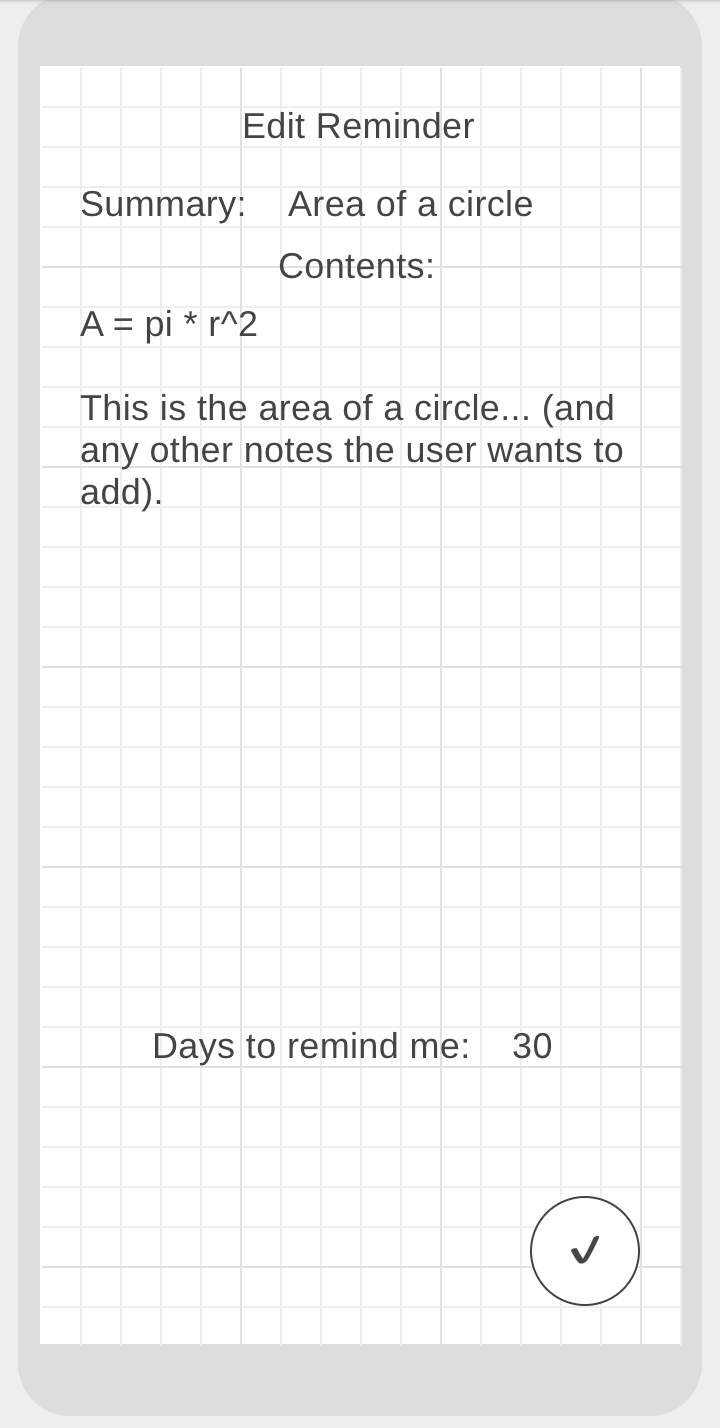 Edit Reminder
Summary: Area of a circle
Contents:
A = pi * r^2
This is the area of a circle... (and
any other notes the user wants to
add).
Days to remind me: 30